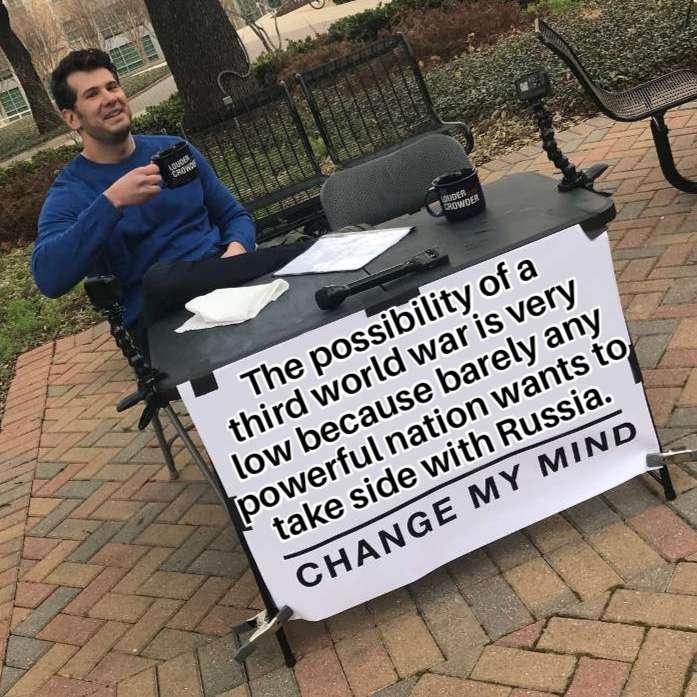 LOUDER
CROWDER
LOUDER
CROWDER
The possibility of a
third world war is very
low because barely any
powerful nation wants to
take side with Russia.
CHANGE MY MIND